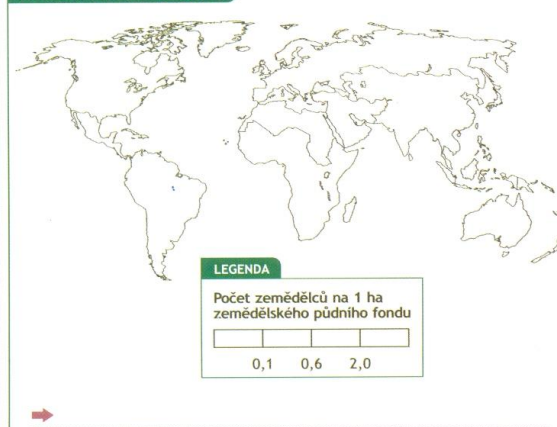 LEGENDA
Počet zemědělců na 1 ha
zemědělského půdního fondu
0,1 0,6 2,0